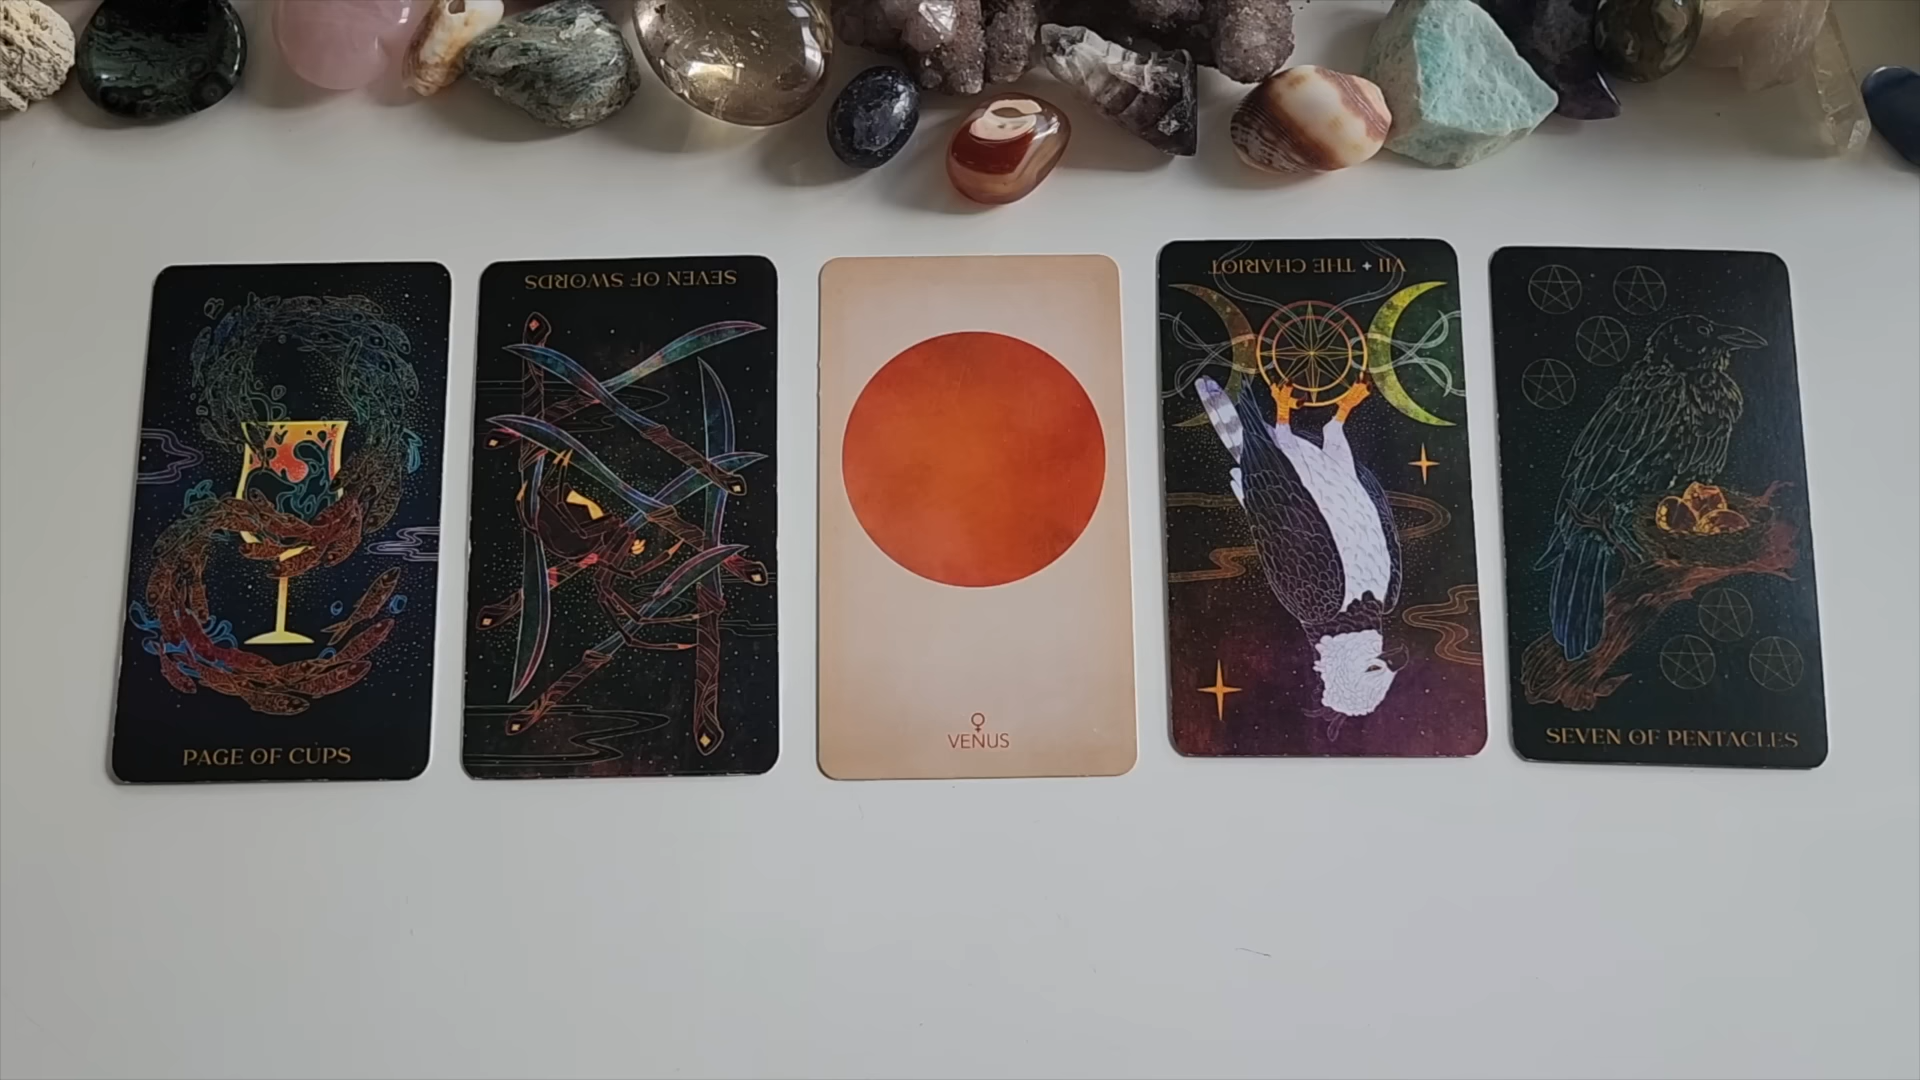 PAGE OF CUPS
SEVEN OF SWORDS
VENUS
VII ✦ THE CHARIOT
SEVEN OF PENTACLES